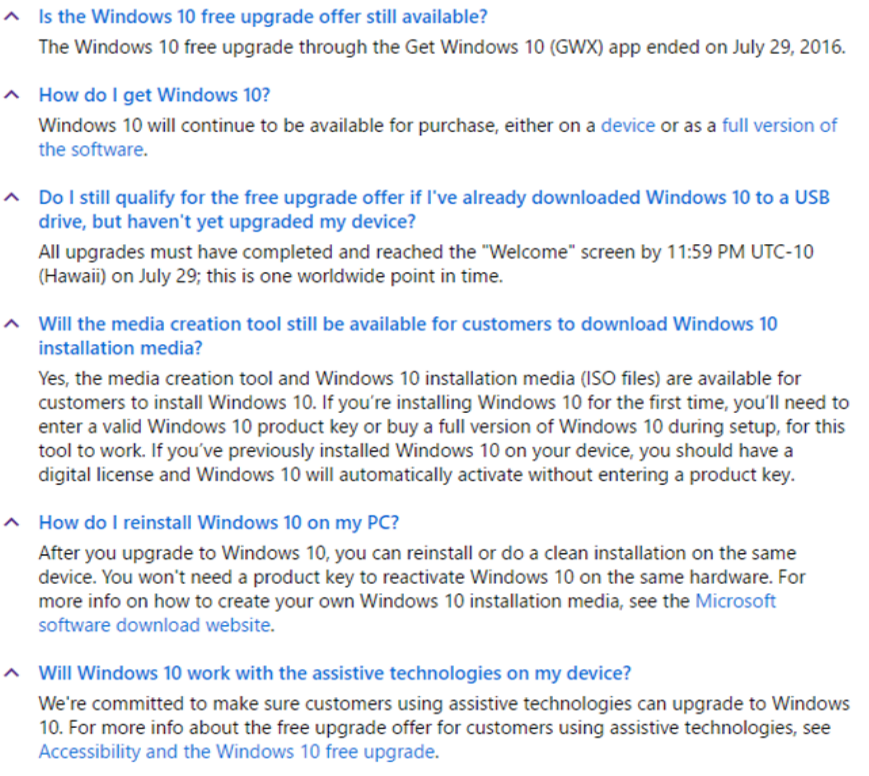 Is the Windows 10 free upgrade offer still available?
The Windows 10 free upgrade through the Get Windows 10 (GWX) app ended on July 29, 2016.
How do I get Windows 10?
Windows 10 will continue to be available for purchase, either on a device or as a full version of
the software.
Do I still qualify for the free upgrade offer if I've already downloaded Windows 10 to a USB
drive, but haven't yet upgraded my device?
All upgrades must have completed and reached the "Welcome" screen by 11:59 PM UTC-10
(Hawaii) on July 29; this is one worldwide point in time.
Will the media creation tool still be available for customers to download Windows 10
installation media?
Yes, the media creation tool and Windows 10 installation media (ISO files) are available for
customers to install Windows 10. If you're installing Windows 10 for the first time, you'll need to
enter a valid Windows 10 product key or buy a full version of Windows 10 during setup, for this
tool to work. If you've previously installed Windows 10 on your device, you should have a
digital license and Windows 10 will automatically activate without entering a product key.
How do I reinstall Windows 10 on my PC?
After you upgrade to Windows 10, you can reinstall or do a clean installation on the same
device. You won't need a product key to reactivate Windows 10 on the same hardware. For
more info on how to create your own Windows 10 installation media, see the Microsoft
software download website.
Will Windows 10 work with the assistive technologies on my device?
We're committed to make sure customers using assistive technologies can upgrade to Windows
10. For more info about the free upgrade offer for customers using assistive technologies, see
Accessibility and the Windows 10 free upgrade.